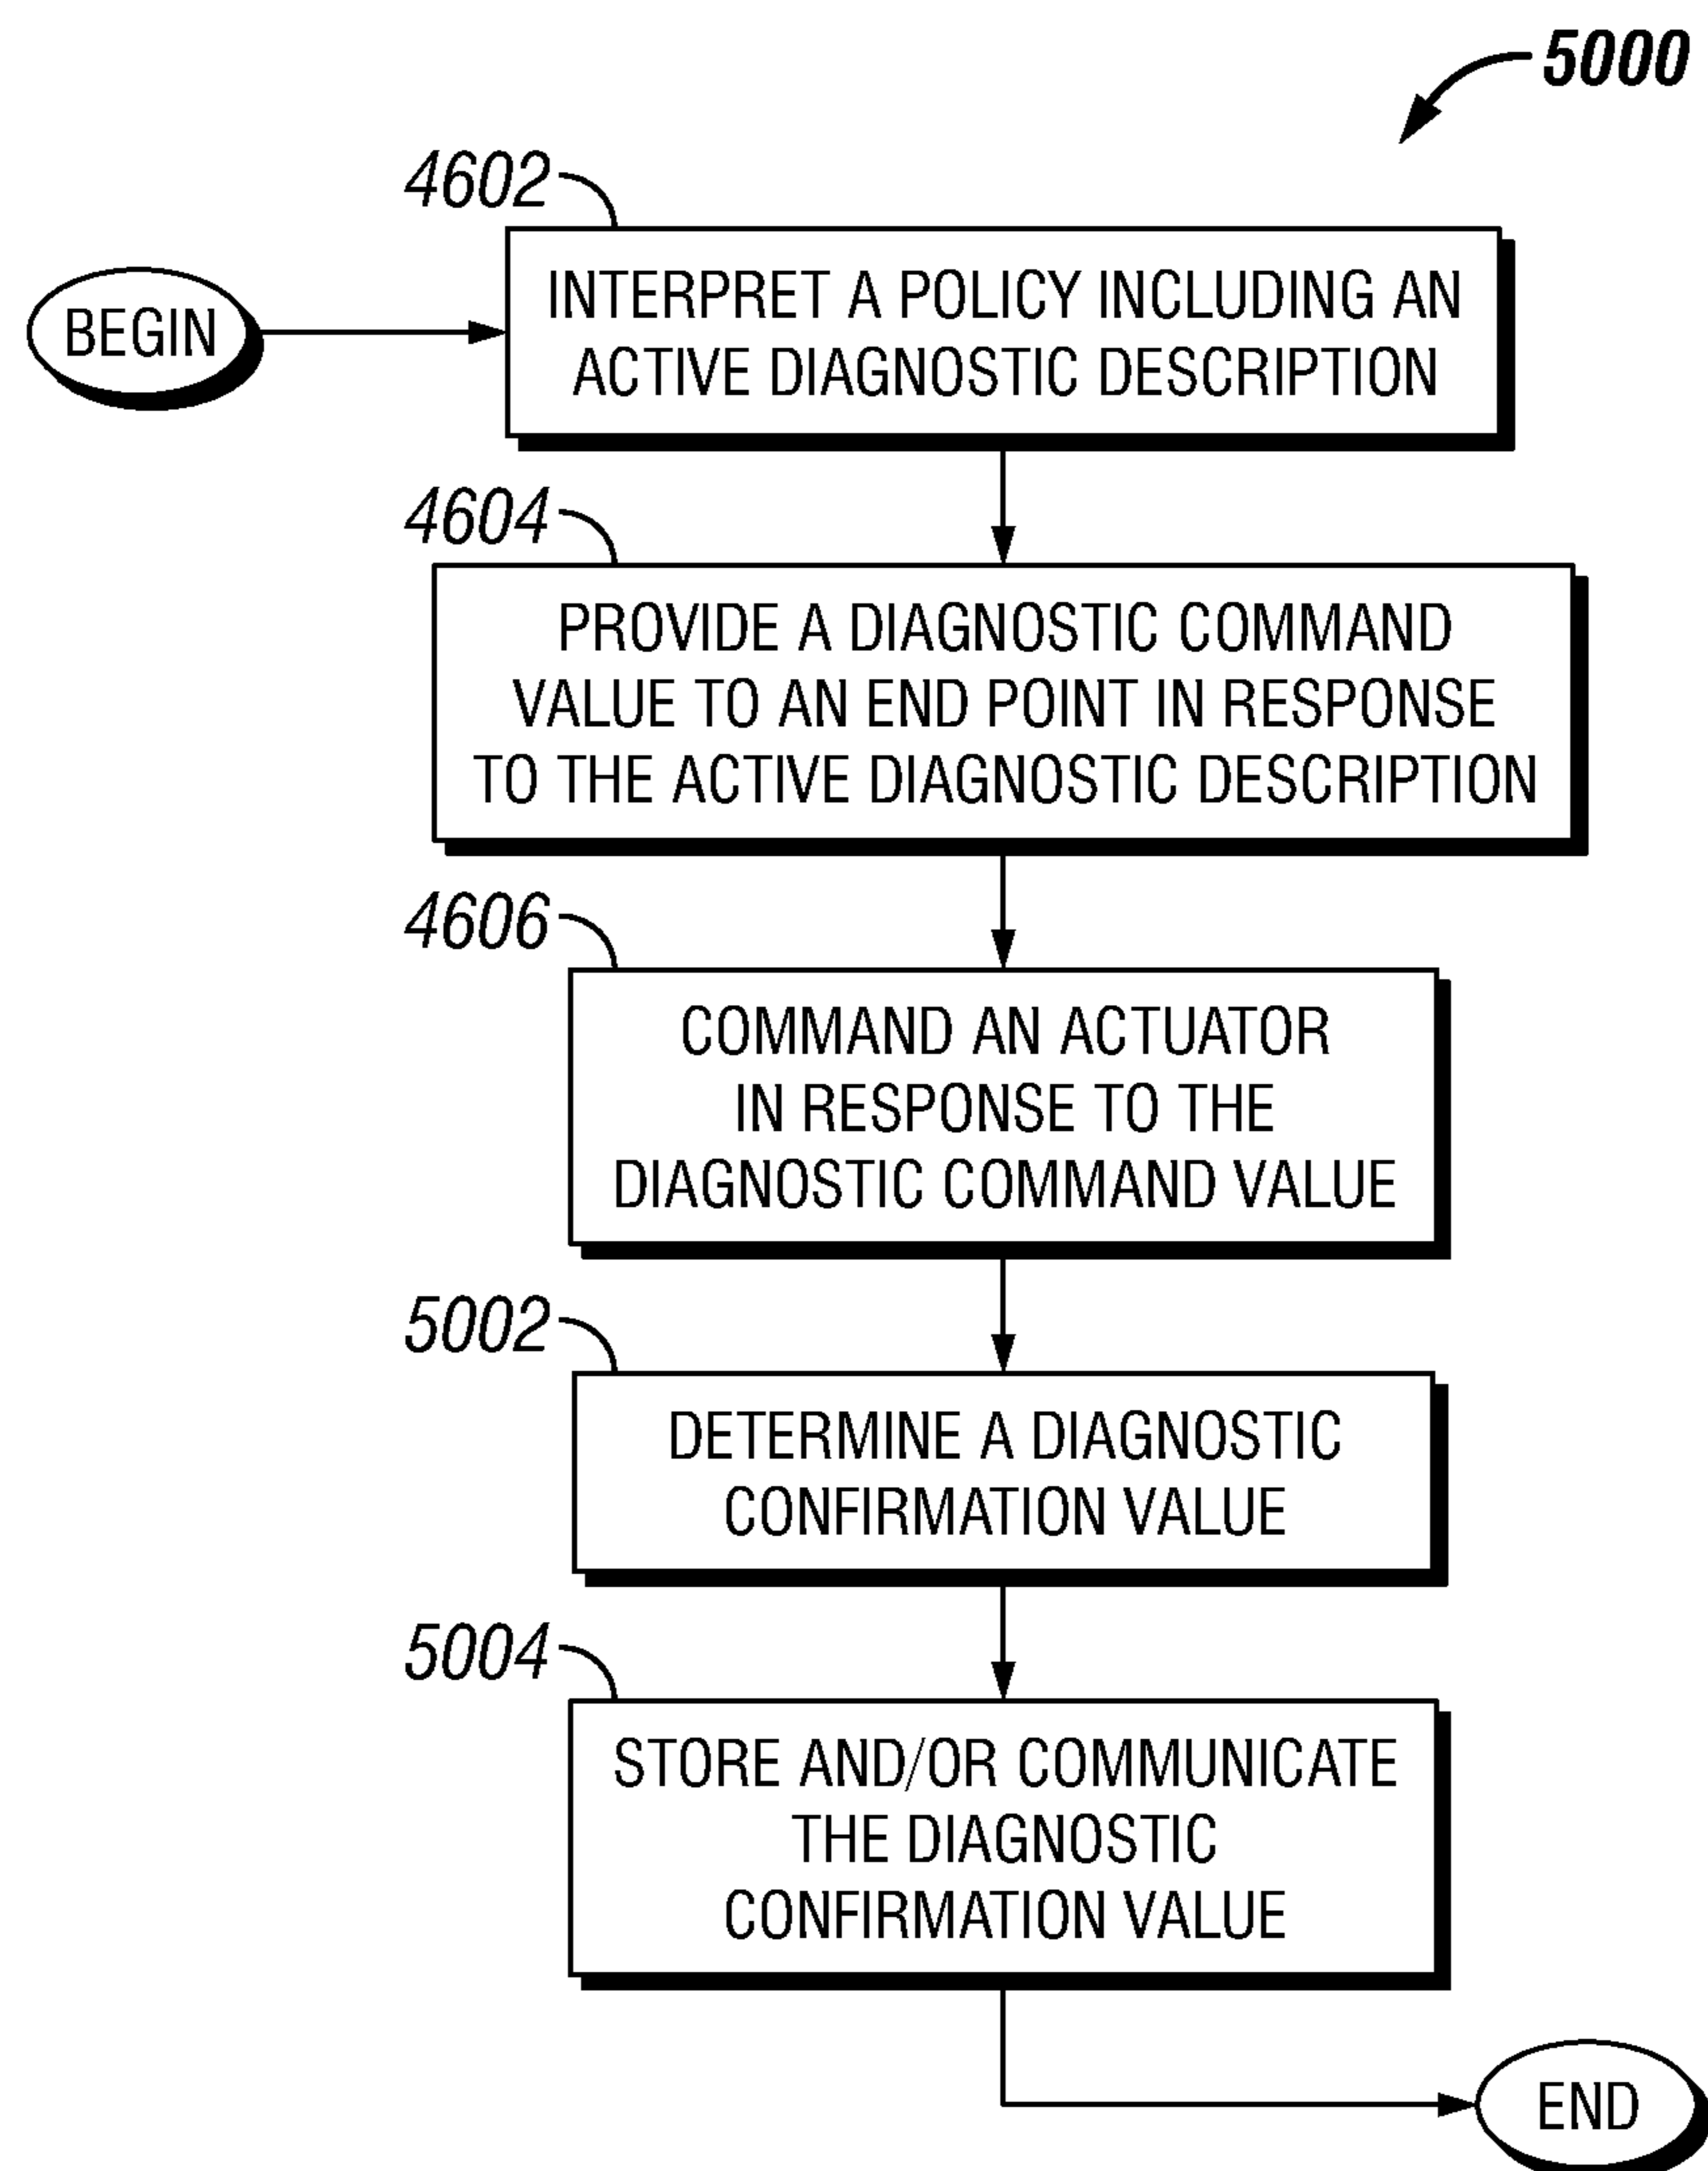 5000
4602
BEGIN
INTERPRET A POLICY INCLUDING AN
ACTIVE DIAGNOSTIC DESCRIPTION
4604
PROVIDE A DIAGNOSTIC COMMAND
VALUE TO AN END POINT IN RESPONSE
TO THE ACTIVE DIAGNOSTIC DESCRIPTION
4606
COMMAND AN ACTUATOR
IN RESPONSE TO THE
DIAGNOSTIC COMMAND VALUE
5002
DETERMINE A DIAGNOSTIC
CONFIRMATION VALUE
5004
STORE AND/OR COMMUNICATE
THE DIAGNOSTIC
CONFIRMATION VALUE
END